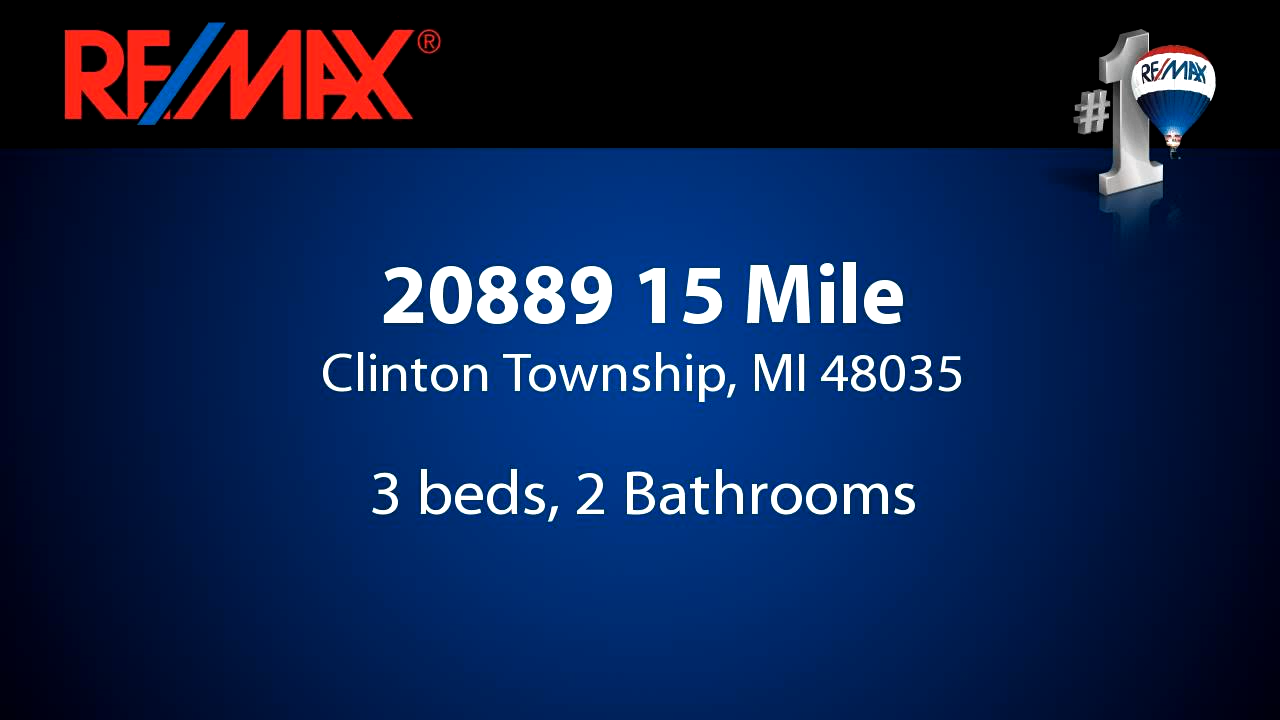 RE/MAX®
#1
RE/MAX
20889 15 Mile
Clinton Township, MI 48035
3 beds, 2 Bathrooms